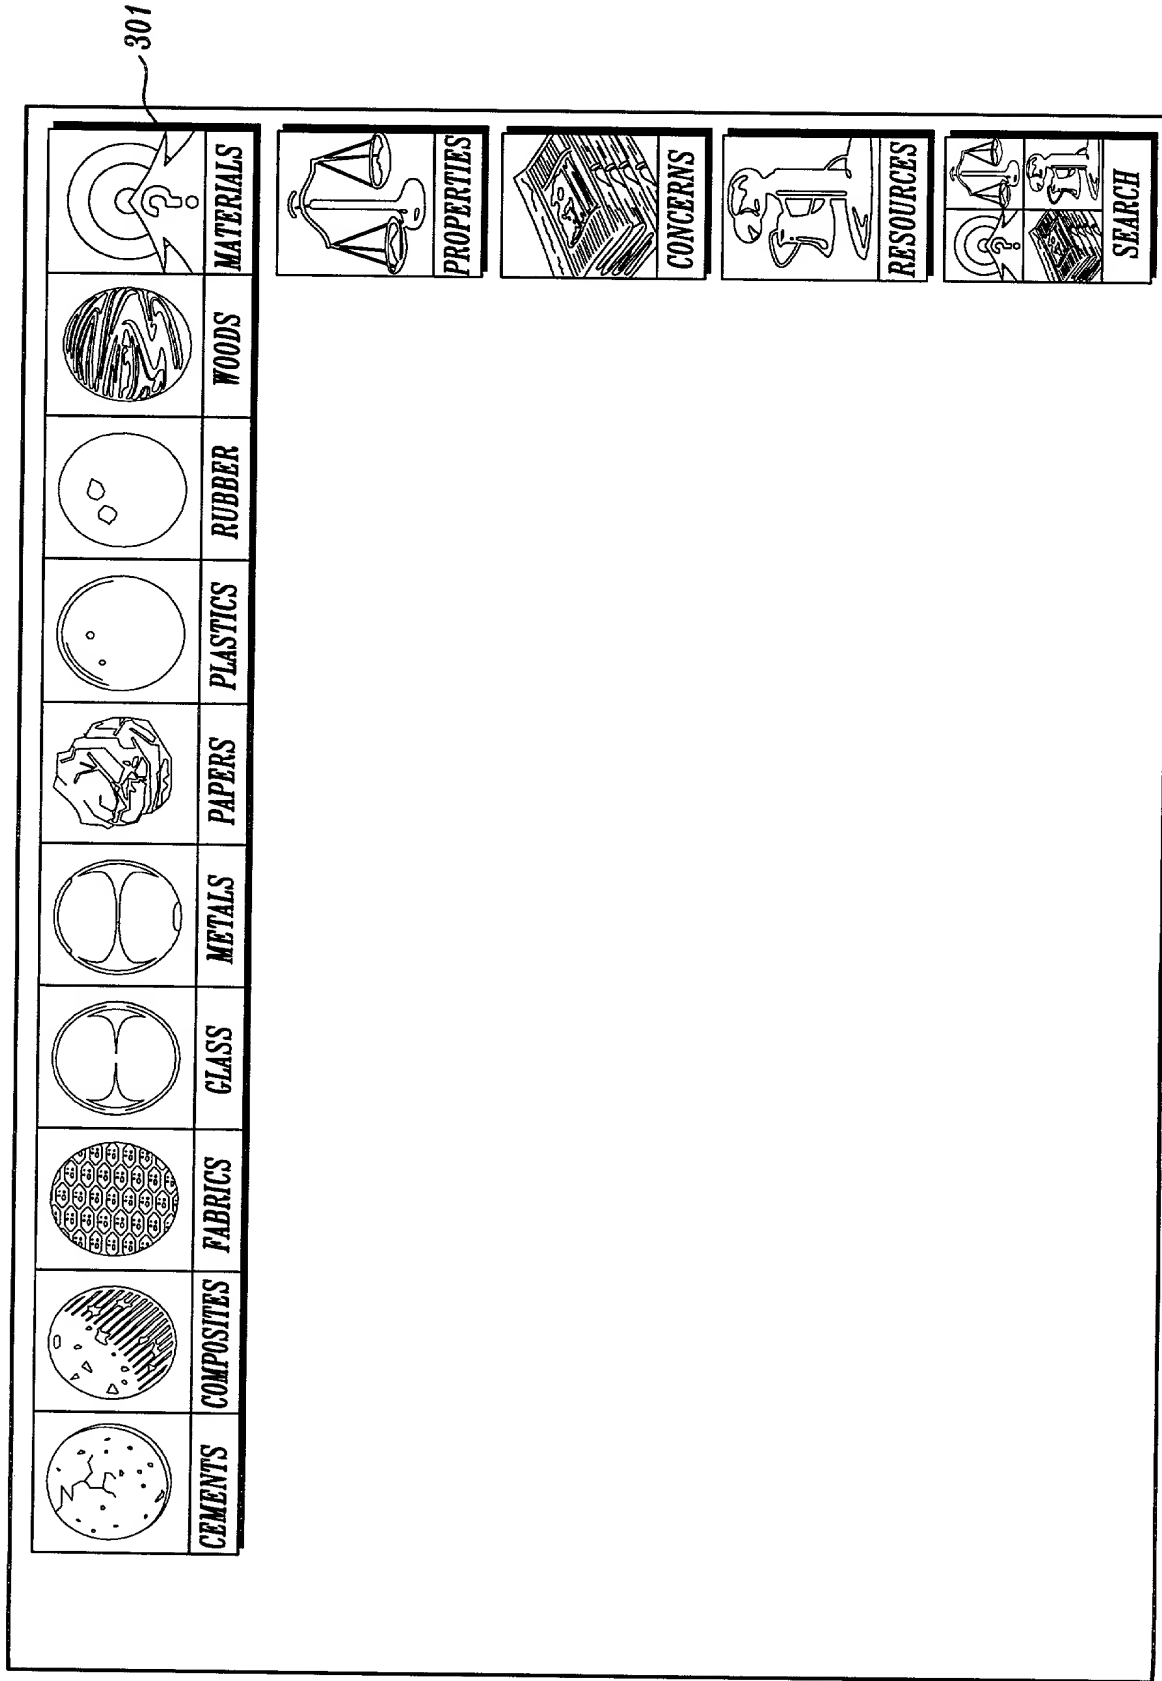 301
CEMENTS
COMPOSITES
FABRICS
GLASS
METALS
PAPERS
PLASTICS
RUBBER
WOODS
MATERIALS
PROPERTIES
CONCERNS
RESOURCES
SEARCH